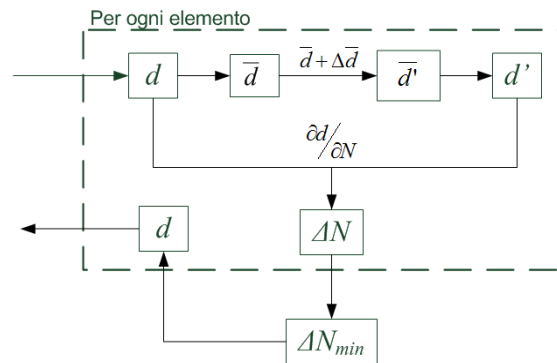 Per ogni elemento
d d̅ d̅+Δd̅ d̅' d’
∂d/∂N
d ΔN
ΔN_min